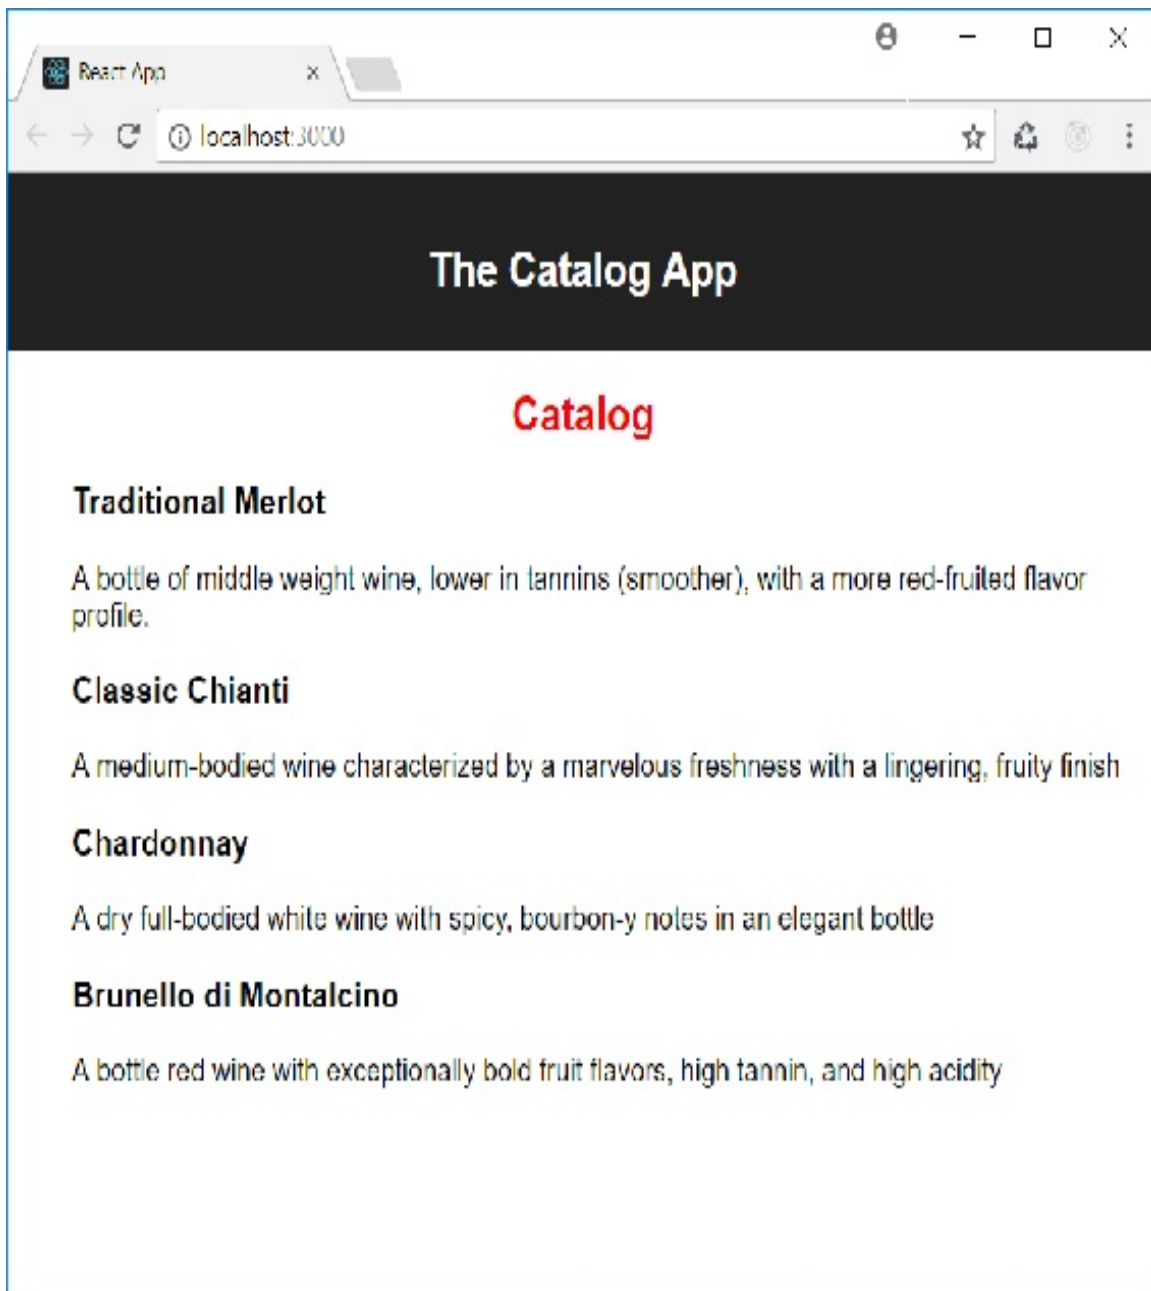 React App
localhost:3000
The Catalog App
Catalog
Traditional Merlot
A bottle of middle weight wine, lower in tannins (smoother), with a more red-fruited flavor
profile.
Classic Chianti
A medium-bodied wine characterized by a marvelous freshness with a lingering, fruity finish
Chardonnay
A dry full-bodied white wine with spicy, bourbon-y notes in an elegant bottle
Brunello di Montalcino
A bottle red wine with exceptionally bold fruit flavors, high tannin, and high acidity